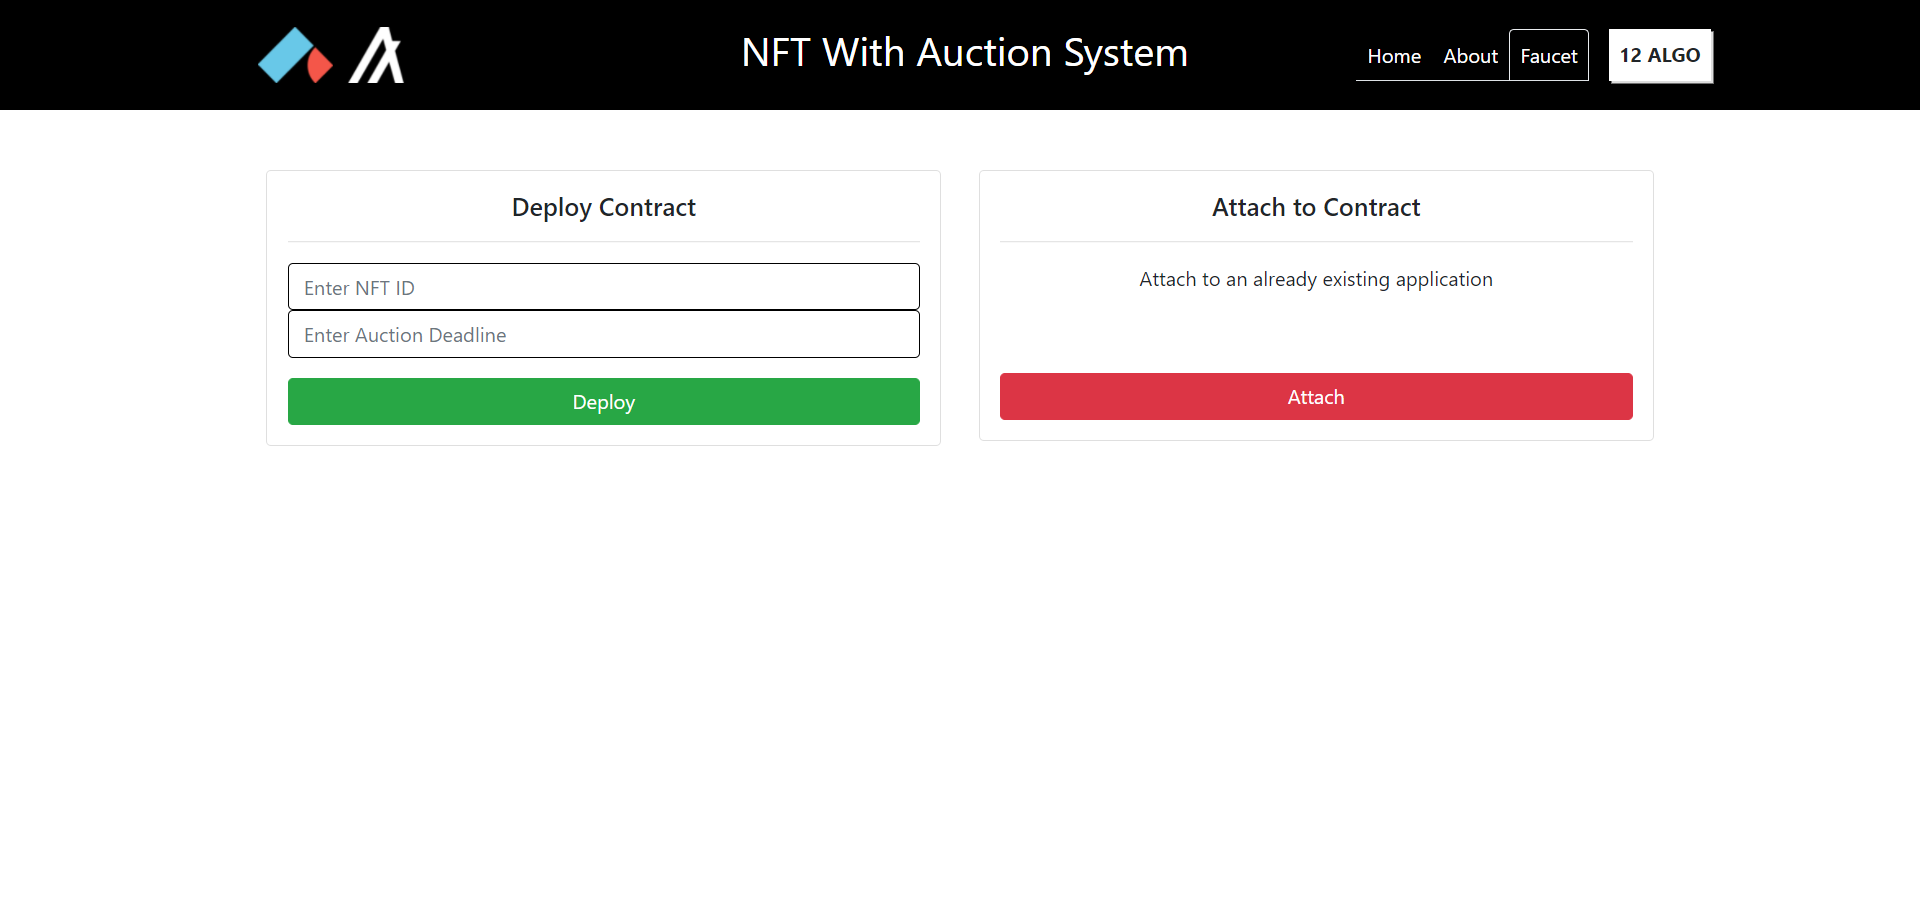 NFT With Auction System
Home About Faucet 12 ALGO
Deploy Contract
Enter NFT ID
Enter Auction Deadline
Deploy
Attach to Contract
Attach to an already existing application
Attach